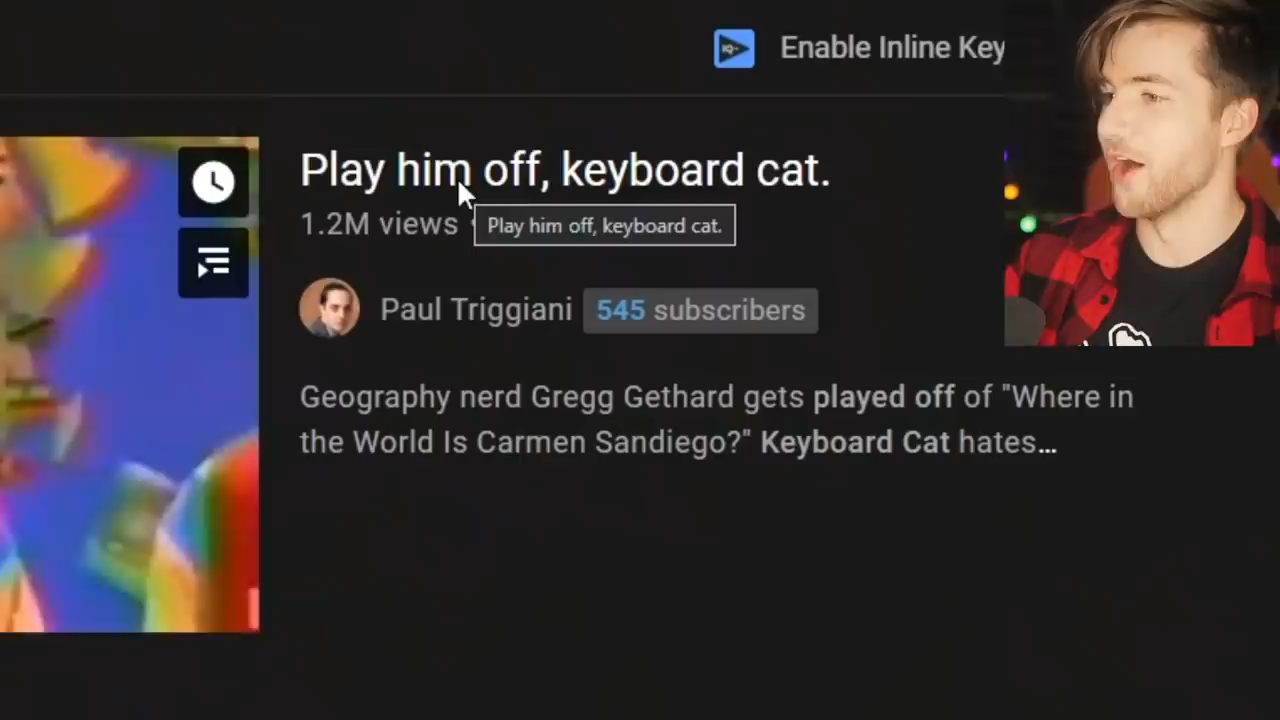 Enable Inline Key
Play him off, keyboard cat.
1.2M views
Play him off, keyboard cat.
Paul Triggiani 545 subscribers
Geography nerd Gregg Gethard gets played off of "Where in
the World Is Carmen Sandiego?" Keyboard Cat hates…